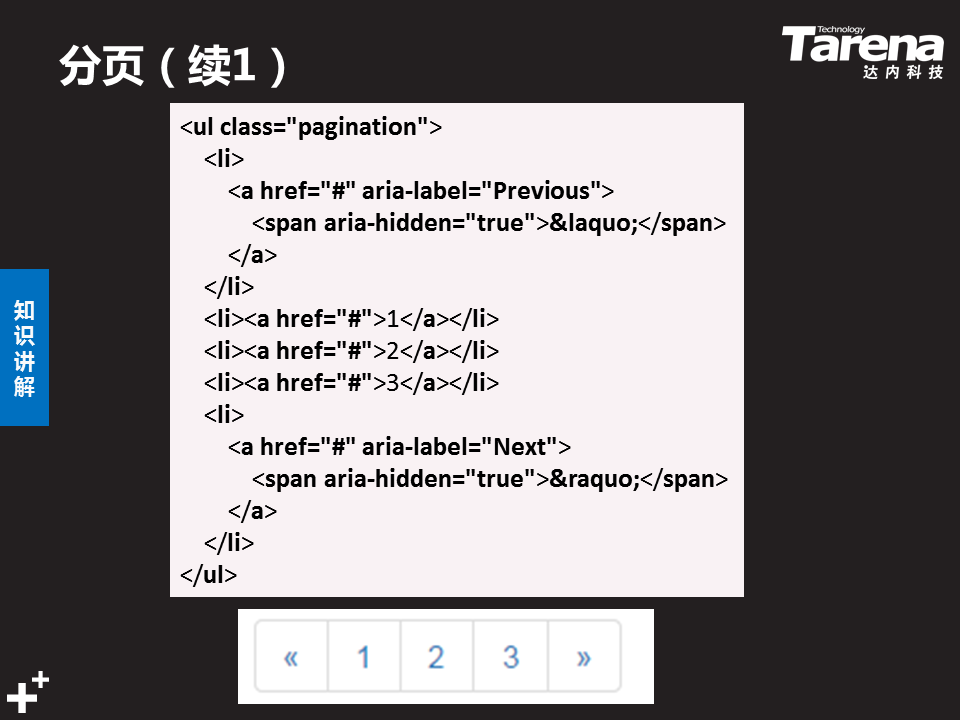 分页（续1）
Technology
Tarena
达内科技
<ul class="pagination">
<li>
<a href="#" aria-label="Previous">
<span aria-hidden="true">&laquo;</span>
</a>
</li>
<li><a href="#">1</a></li>
<li><a href="#">2</a></li>
<li><a href="#">3</a></li>
<li>
<a href="#" aria-label="Next">
<span aria-hidden="true">&raquo;</span>
</a>
</li>
</ul>
知识讲解
« 1 2 3 »